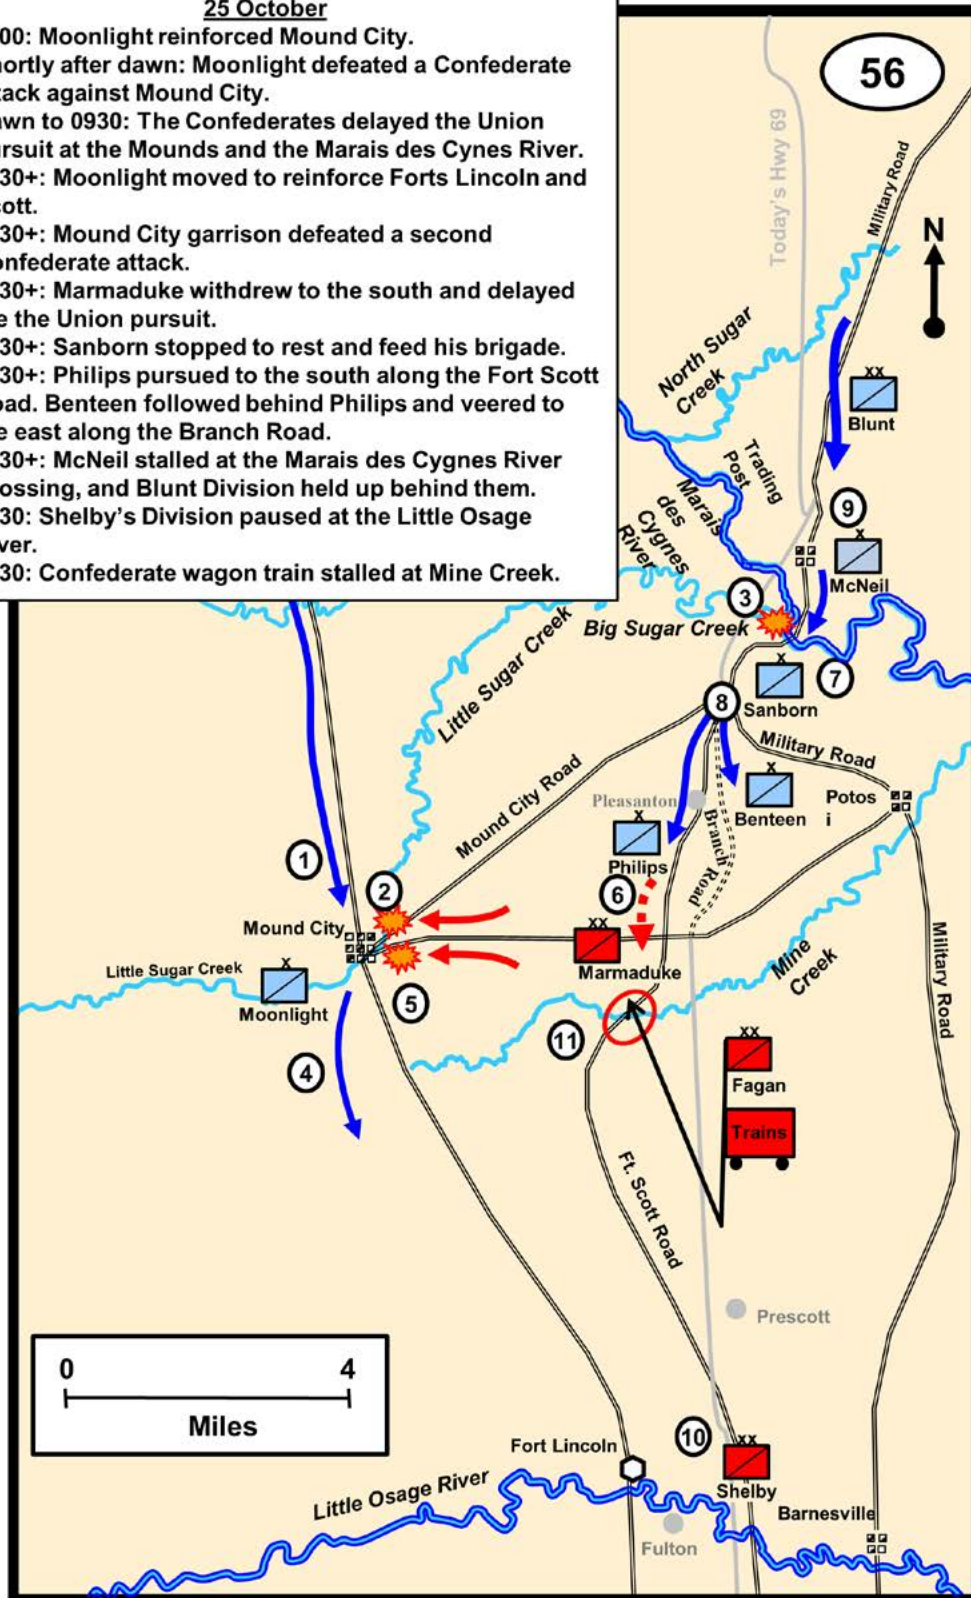 25 October
00: Moonlight reinforced Mound City.
ortly after dawn: Moonlight defeated a Confederate
tack against Mound City.
wn to 0930: The Confederates delayed the Union
rsuit at the Mounds and the Marais des Cynes River.
30+: Moonlight moved to reinforce Forts Lincoln and
cott.
30+: Mound City garrison defeated a second
onfederate attack.
30+: Marmaduke withdrew to the south and delayed
e the Union pursuit.
30+: Sanborn stopped to rest and feed his brigade.
30+: Philips pursued to the south along the Fort Scott
oad. Benteen followed behind Philips and veered to
e east along the Branch Road.
30+: McNeil stalled at the Marais des Cygnes River
ossing, and Blunt Division held up behind them.
30: Shelby's Division paused at the Little Osage
ver.
30: Confederate wagon train stalled at Mine Creek.
56
Today's Hwy 69
Military Road
N
North Sugar
Creek
xx
Blunt
Trading
Post
Marais
des
Cygnes
River
9
x
McNeil
3
Big Sugar Creek
7
x
Sanborn
8
Little Sugar Creek
Military Road
Mound City Road
x
Benteen
Potos
i
Pleasanton
x
Philips
Branch
Road
1
2
6
Mound City
xx
Marmaduke
Little Sugar Creek
x
Moonlight
5
Mine
Creek
Military Road
11
4
xx
Fagan
Trains
Ft. Scott Road
Prescott
0
4
Miles
10
xx
Shelby
Fort Lincoln
Little Osage River
Barnesville
Fulton